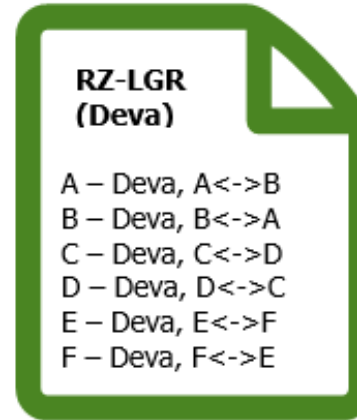 RZ-LGR
(Deva)
A – Deva, A<->B
B – Deva, B<->A
C – Deva, C<->D
D – Deva, D<->C
E – Deva, E<->F
F – Deva, F<->E